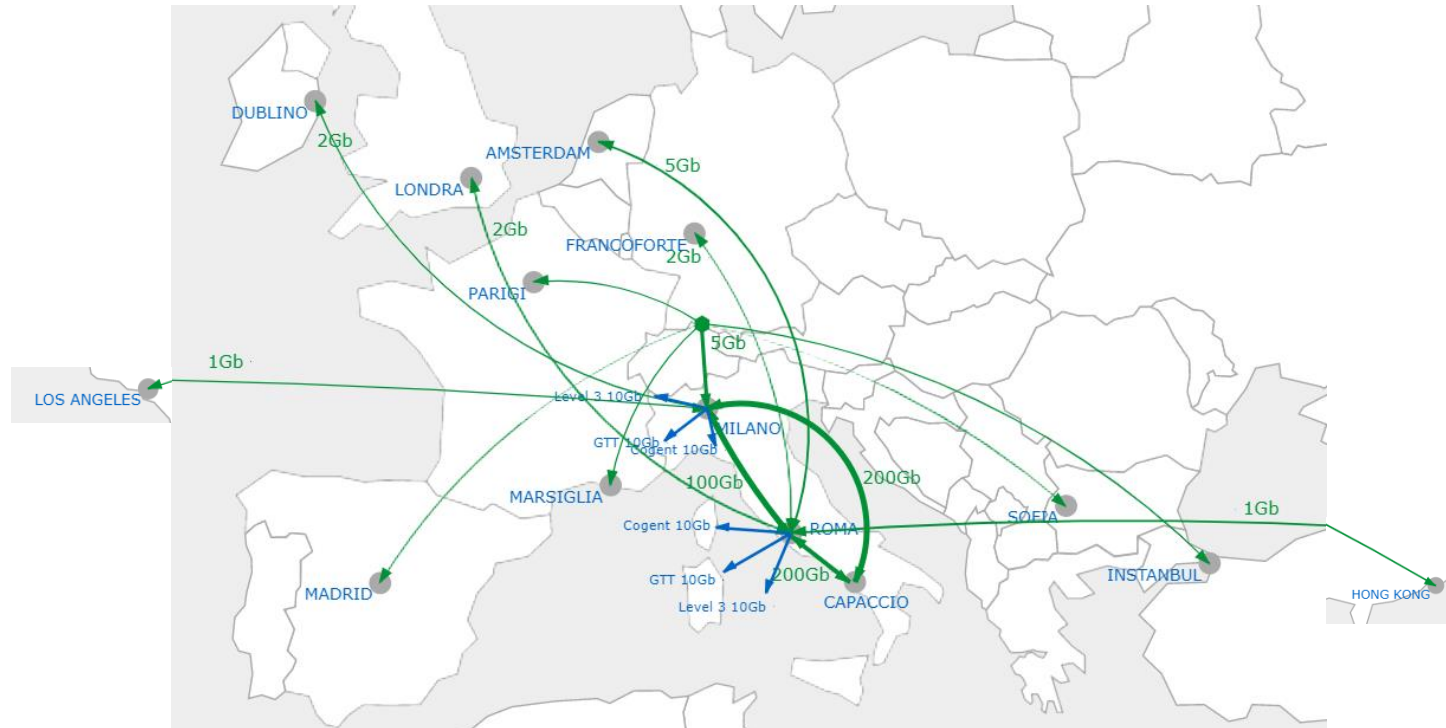 DUBLINO
2Gb
AMSTERDAM
5Gb
LONDRA
2Gb
FRANCOFORTE
2Gb
PARIGI
5Gb
1Gb
LOS ANGELES
Level 3 10Gb
MILANO
GTT 10Gb
Cogent 10Gb
100Gb
200Gb
MARSIGLIA
SOFIA
1Gb
Cogent 10Gb
ROMA
GTT 10Gb
200Gb
INSTANBUL
MADRID
CAPACCIO
Level 3 10Gb
HONG KONG